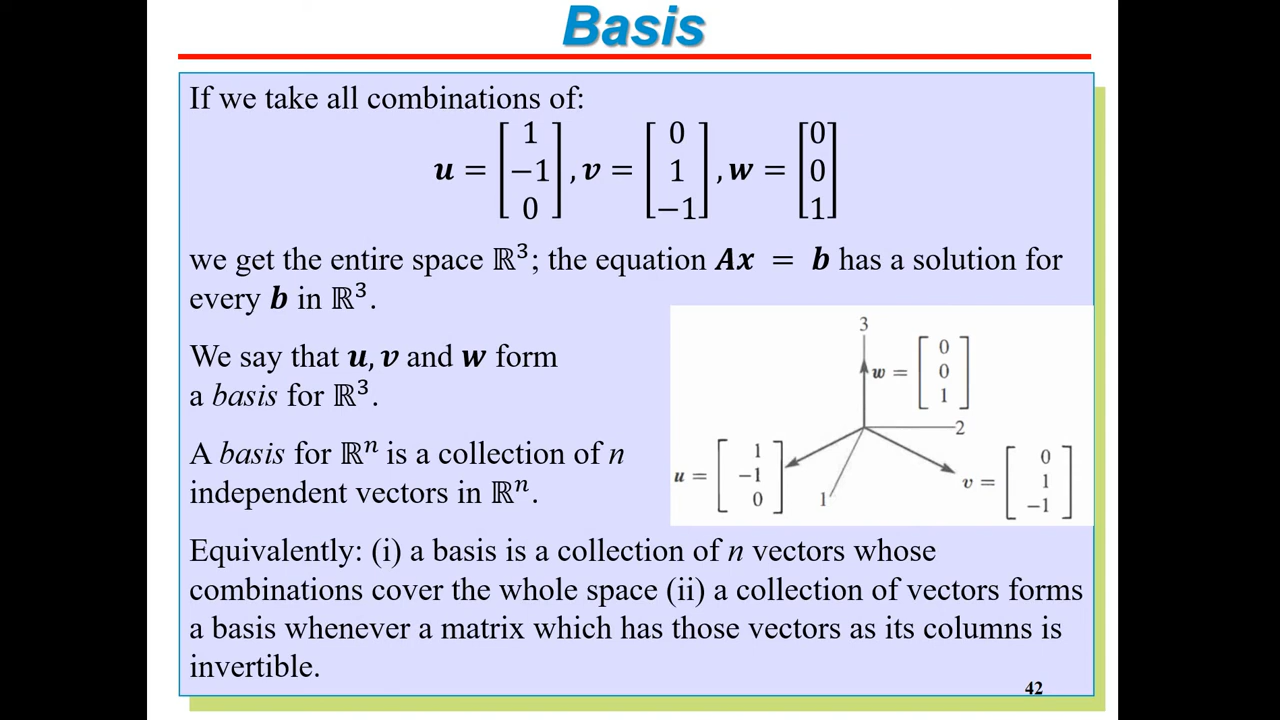 Basis
If we take all combinations of:
u = [1 −1 0], v = [0 1 −1], w = [0 0 1]
we get the entire space ℝ³; the equation Ax = b has a solution for
every b in ℝ³.
We say that u, v and w form
a basis for ℝ³.
A basis for ℝⁿ is a collection of n
independent vectors in ℝⁿ.
3
w = [0 0 1]
2
u = [1 −1 0]
1
v = [0 1 −1]
Equivalently: (i) a basis is a collection of n vectors whose
combinations cover the whole space (ii) a collection of vectors forms
a basis whenever a matrix which has those vectors as its columns is
invertible.
42